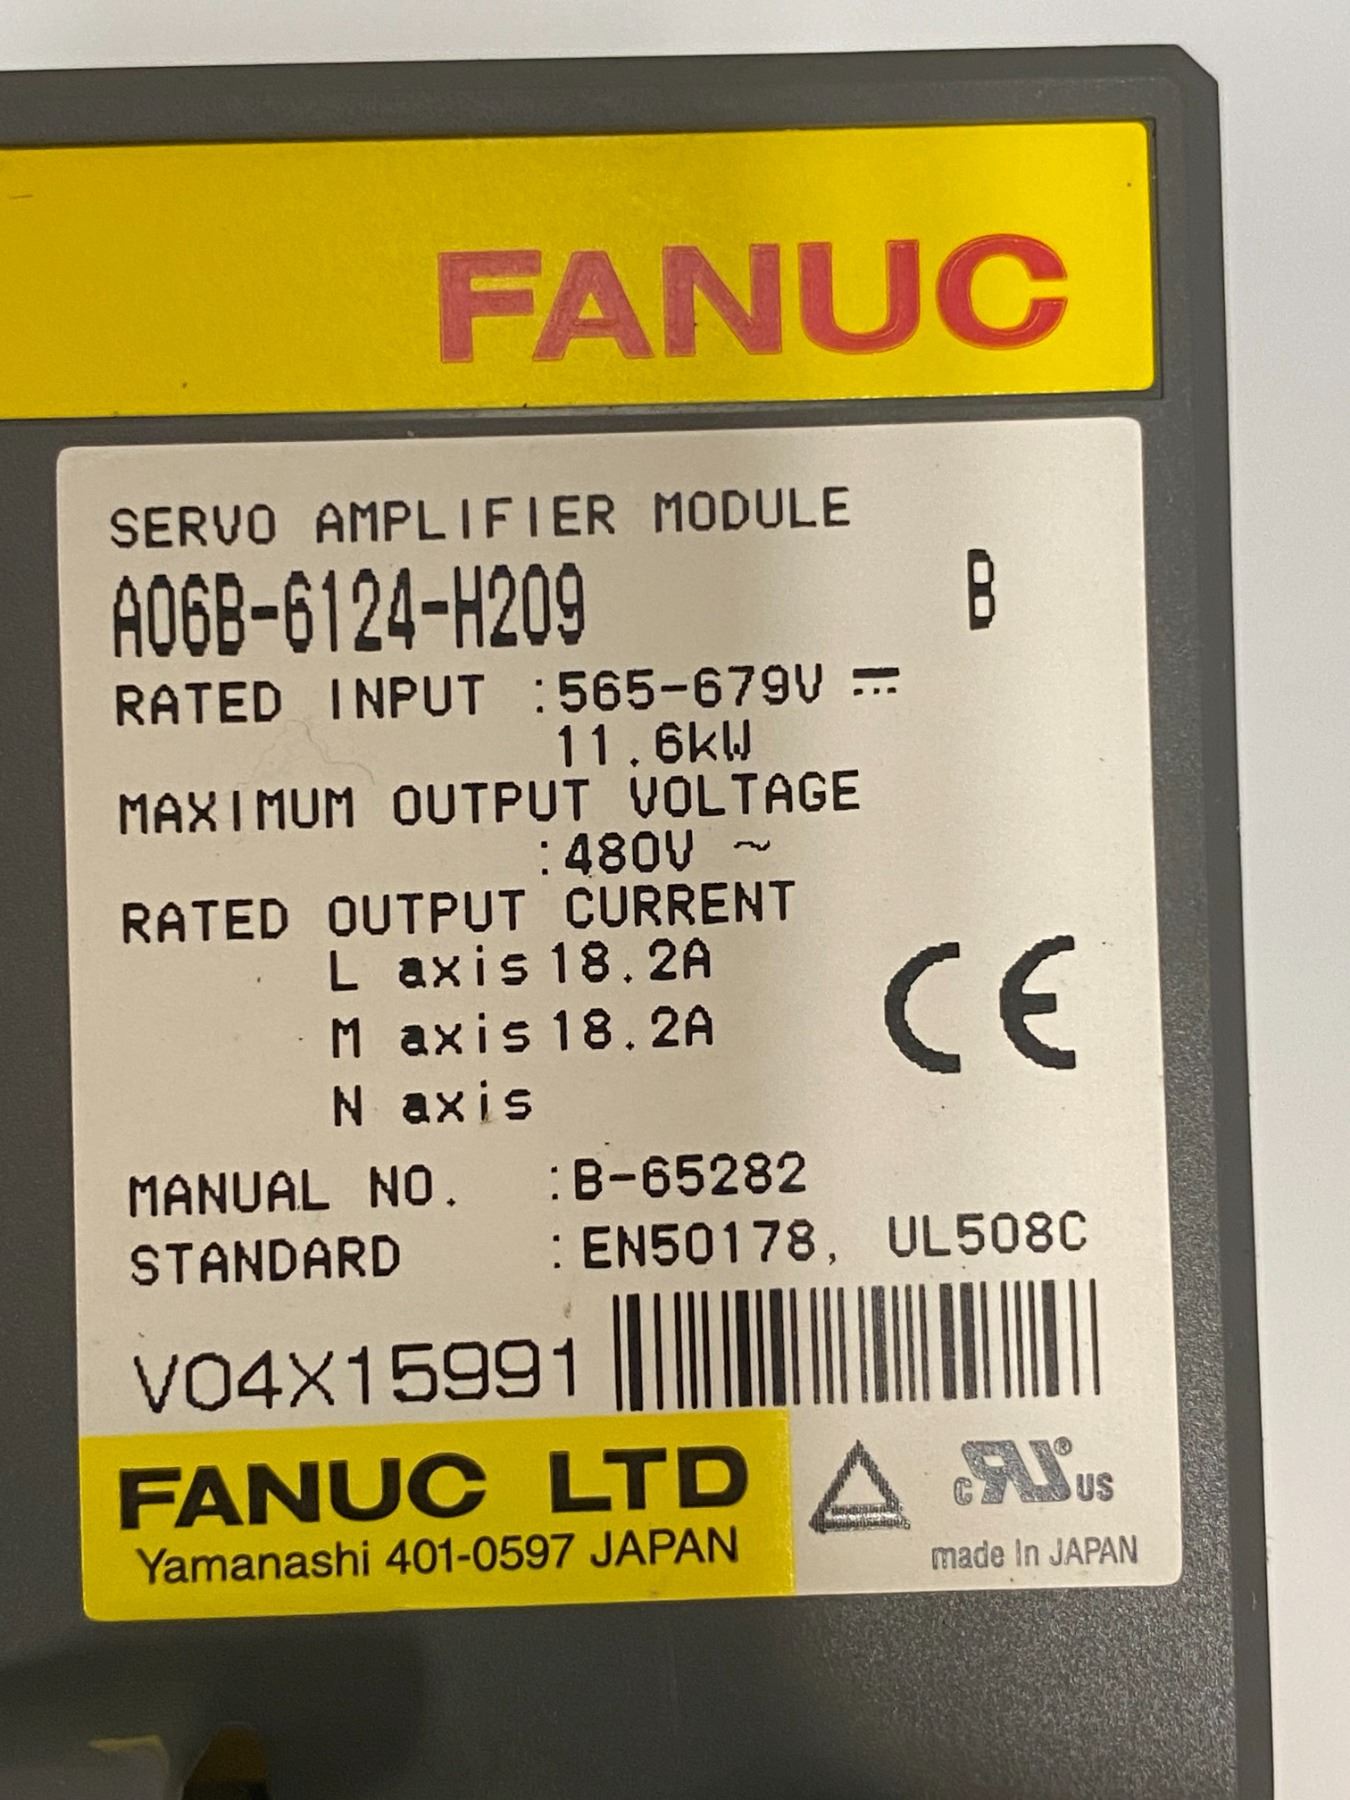 FANUC
SERVO AMPLIFIER MODULE
A06B-6124-H209 B
RATED INPUT :565-679V ⎓
11.6kW
MAXIMUM OUTPUT VOLTAGE
:480V ~
RATED OUTPUT CURRENT
L axis 18.2A
M axis 18.2A
N axis
CE
MANUAL NO. :B-65282
STANDARD :EN50178, UL508C
V04X15991
FANUC LTD
Yamanashi 401-0597 JAPAN
c RU ® US
made in JAPAN